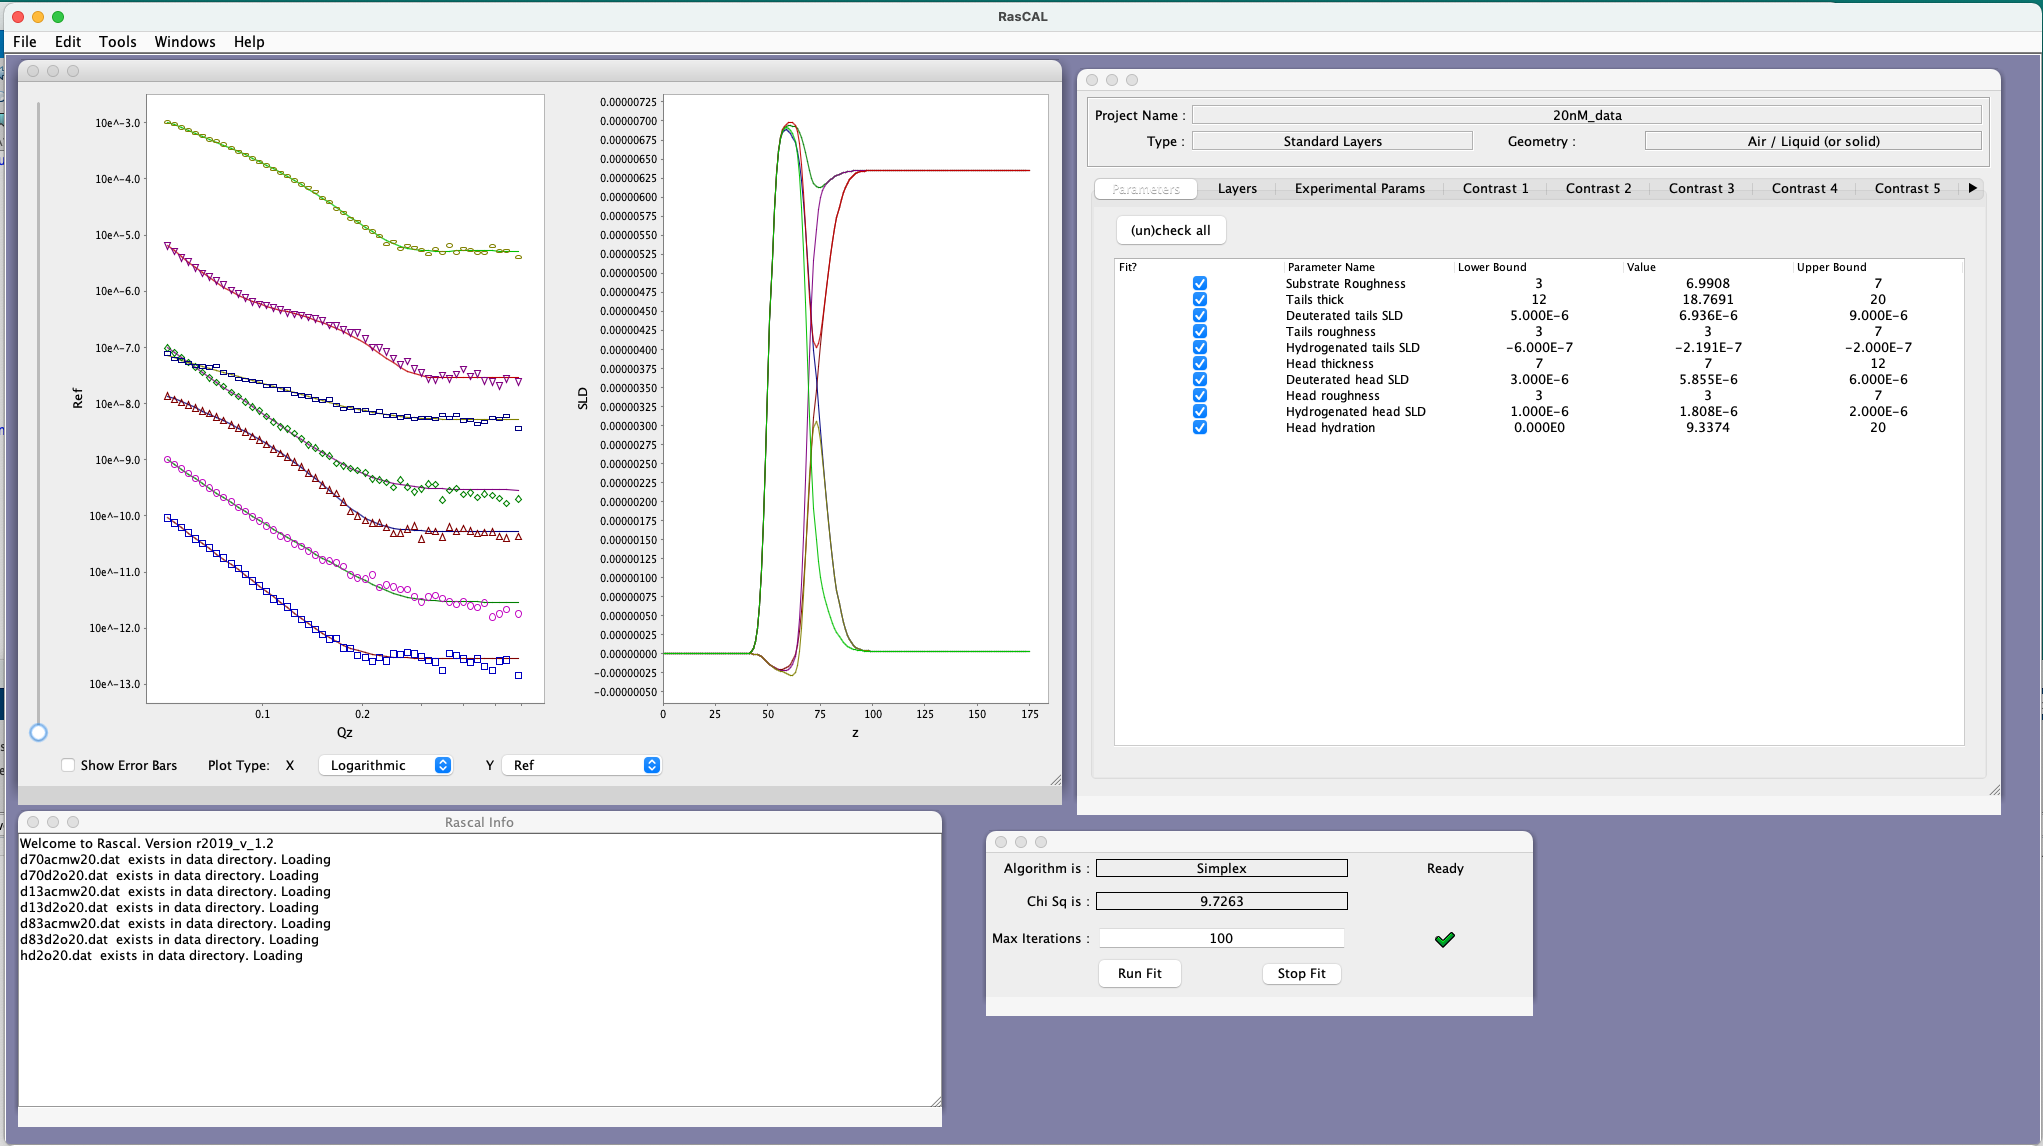 RasCAL
File Edit Tools Windows Help
10e^-3.0
10e^-4.0
10e^-5.0
10e^-6.0
10e^-7.0
10e^-8.0
10e^-9.0
10e^-10.0
10e^-11.0
10e^-12.0
10e^-13.0
Ref
0.1 0.2
Qz
0.00000725
0.00000700
0.00000675
0.00000650
0.00000625
0.00000600
0.00000575
0.00000550
0.00000525
0.00000500
0.00000475
0.00000450
0.00000425
0.00000400
0.00000375
0.00000350
0.00000325
0.00000300
0.00000275
0.00000250
0.00000225
0.00000200
0.00000175
0.00000150
0.00000125
0.00000100
0.00000075
0.00000050
0.00000025
0.00000000
-0.00000025
-0.00000050
SLD
0 25 50 75 100 125 150 175
z
Show Error Bars Plot Type: X Logarithmic Y Ref
Project Name : 20nM_data
Type : Standard Layers Geometry : Air / Liquid (or solid)
Parameters Layers Experimental Params Contrast 1 Contrast 2 Contrast 3 Contrast 4 Contrast 5
(un)check all
Fit? Parameter Name Lower Bound Value Upper Bound
Substrate Roughness 3 6.9908 7
Tails thick 12 18.7691 20
Deuterated tails SLD 5.000E-6 6.936E-6 9.000E-6
Tails roughness 3 3 7
Hydrogenated tails SLD -6.000E-7 -2.191E-7 -2.000E-7
Head thickness 7 7 12
Deuterated head SLD 3.000E-6 5.855E-6 6.000E-6
Head roughness 3 3 7
Hydrogenated head SLD 1.000E-6 1.808E-6 2.000E-6
Head hydration 0.000E0 9.3374 20
Rascal Info
Welcome to Rascal. Version r2019_v_1.2
d70acmw20.dat exists in data directory. Loading
d70d2o20.dat exists in data directory. Loading
d13acmw20.dat exists in data directory. Loading
d13d2o20.dat exists in data directory. Loading
d83acmw20.dat exists in data directory. Loading
d83d2o20.dat exists in data directory. Loading
hd2o20.dat exists in data directory. Loading
Algorithm is : Simplex Ready
Chi Sq is : 9.7263
Max Iterations : 100
Run Fit Stop Fit